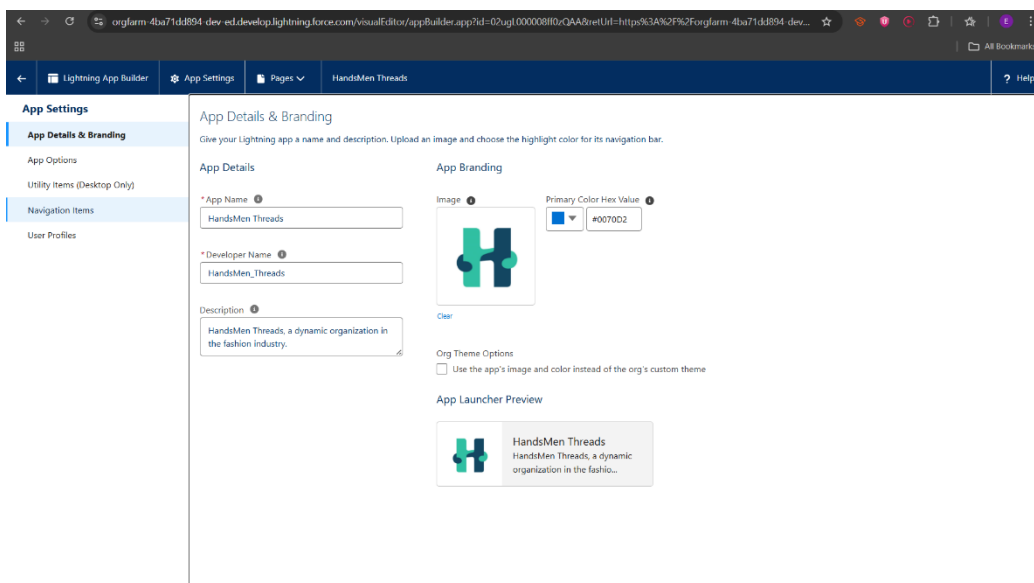 orgfarm-4ba71dd894-dev-ed.develop.lightning.force.com/visualEditor/appBuilder.app?id=02ugL000008lf0zQAA&retUrl=https%3A%2F%2Forgfarm-4ba71dd894-dev...
E
All Bookmarks
Lightning App Builder
App Settings
Pages
HandsMen Threads
? Help
App Settings
App Details & Branding
App Options
Utility Items (Desktop Only)
Navigation Items
User Profiles
App Details & Branding
Give your Lightning app a name and description. Upload an image and choose the highlight color for its navigation bar.
App Details
*App Name
HandsMen Threads
*Developer Name
HandsMen_Threads
Description
HandsMen Threads, a dynamic organization in
the fashion industry.
App Branding
Image
Primary Color Hex Value
#0070D2
H
Clear
Org Theme Options
Use the app's image and color instead of the org's custom theme
App Launcher Preview
H
HandsMen Threads
HandsMen Threads, a dynamic
organization in the fashio...